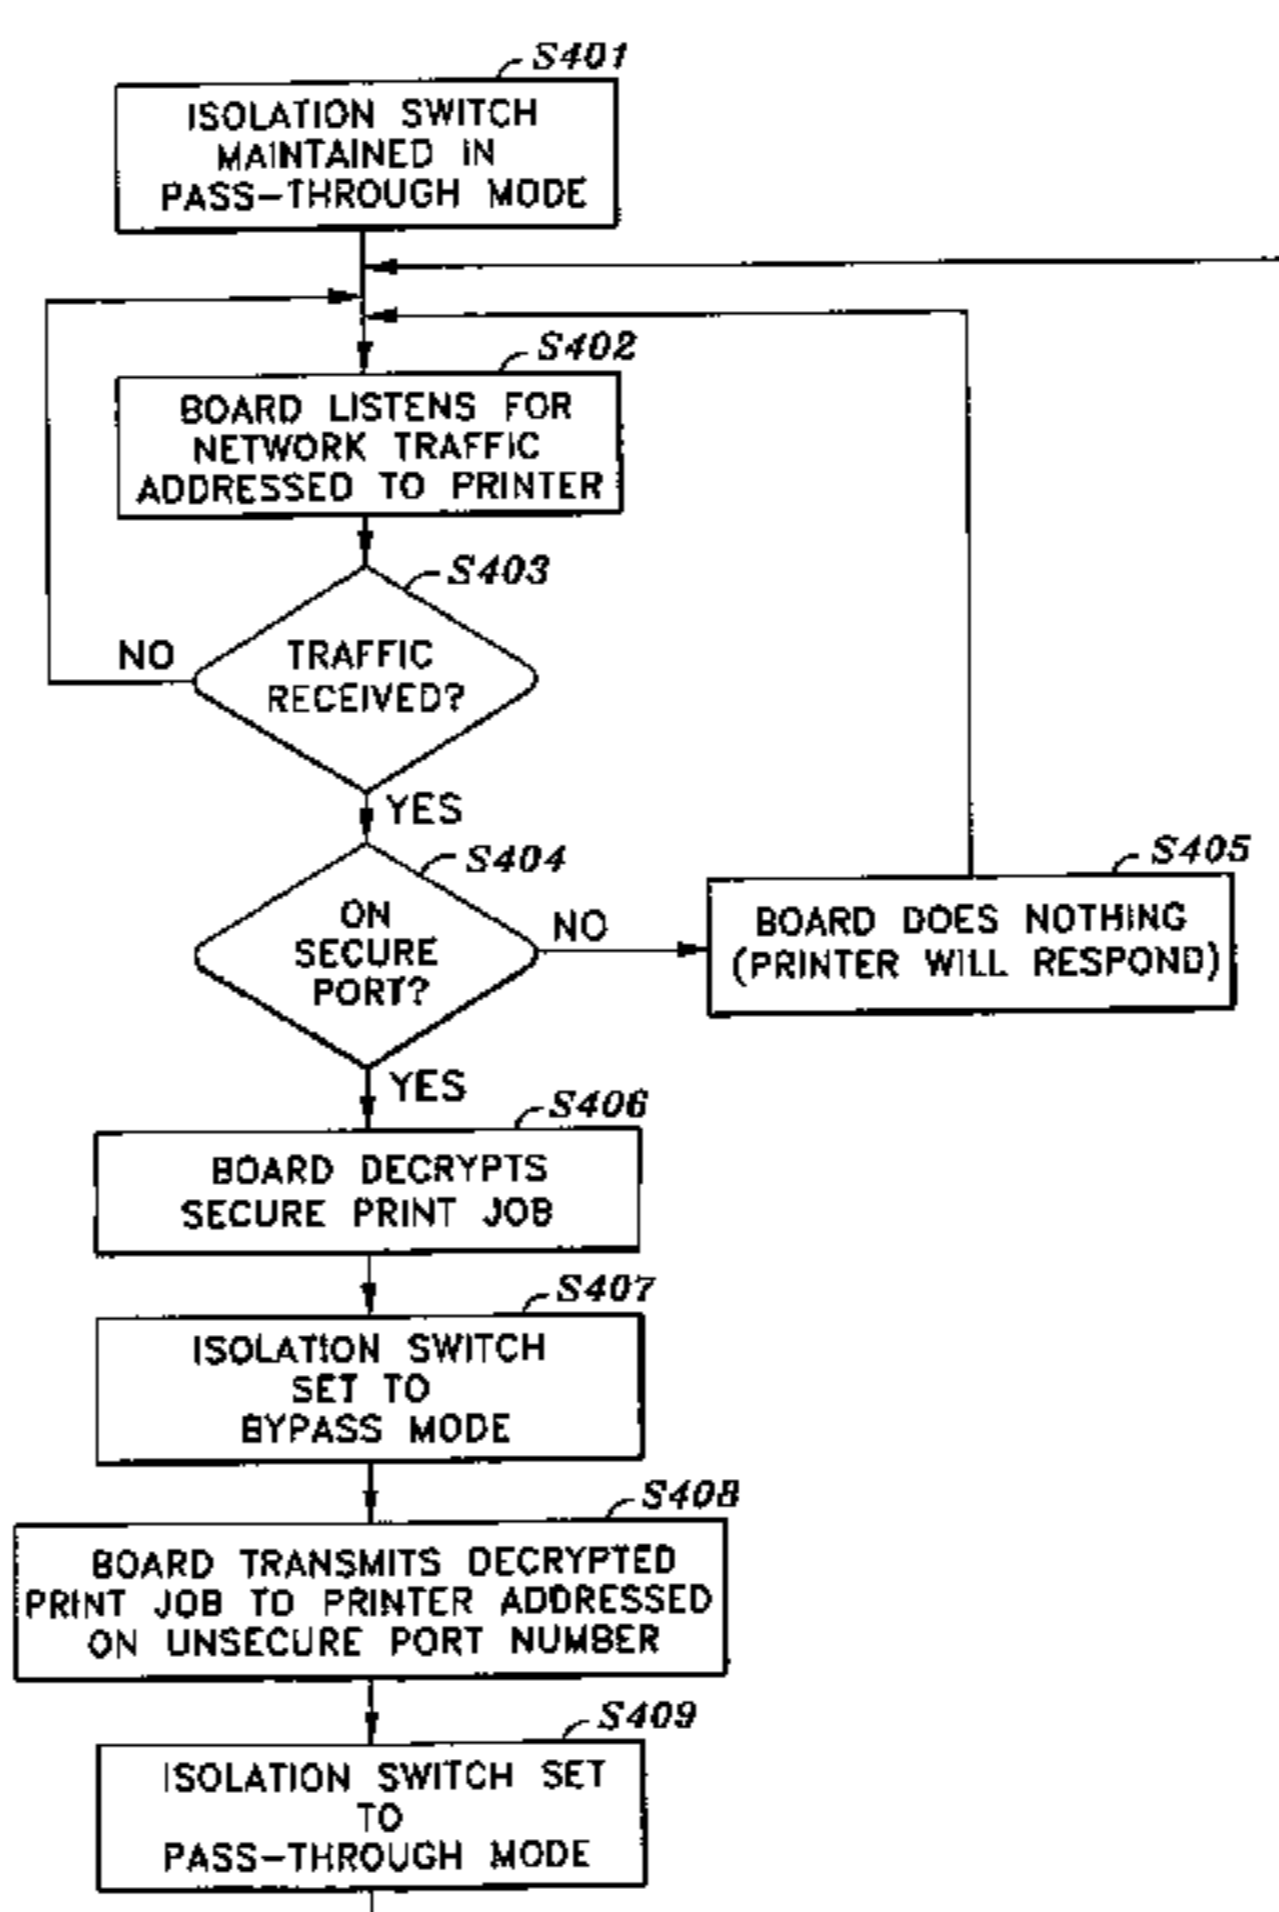 S401
ISOLATION SWITCH
MAINTAINED IN
PASS-THROUGH MODE
S402
BOARD LISTENS FOR
NETWORK TRAFFIC
ADDRESSED TO PRINTER
S403
NO
TRAFFIC
RECEIVED?
YES
S404
ON
SECURE
PORT?
NO
S405
BOARD DOES NOTHING
(PRINTER WILL RESPOND)
YES
S406
BOARD DECRYPTS
SECURE PRINT JOB
S407
ISOLATION SWITCH
SET TO
BYPASS MODE
S408
BOARD TRANSMITS DECRYPTED
PRINT JOB TO PRINTER ADDRESSED
ON UNSECURE PORT NUMBER
S409
ISOLATION SWITCH SET
TO
PASS-THROUGH MODE